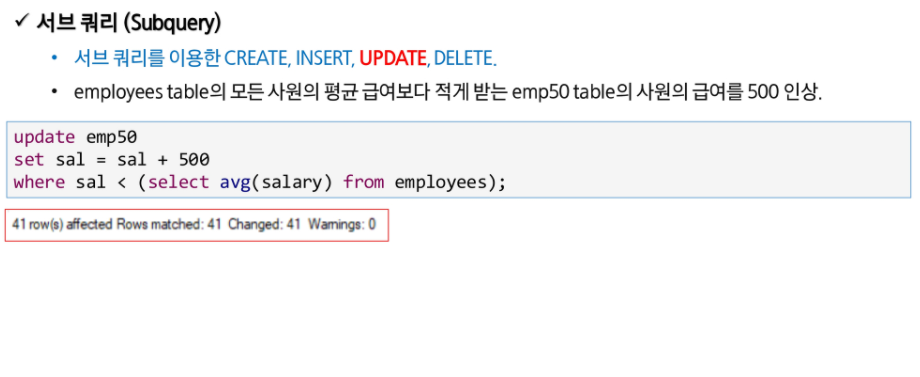 ✓ 서브 쿼리 (Subquery)
• 서브 쿼리를 이용한 CREATE, INSERT, UPDATE, DELETE.
• employees table의 모든 사원의 평균 급여보다 적게 받는 emp50 table의 사원의 급여를 500 인상.
update emp50
set sal = sal + 500
where sal < (select avg(salary) from employees);
41 row(s) affected Rows matched: 41 Changed: 41 Warnings: 0